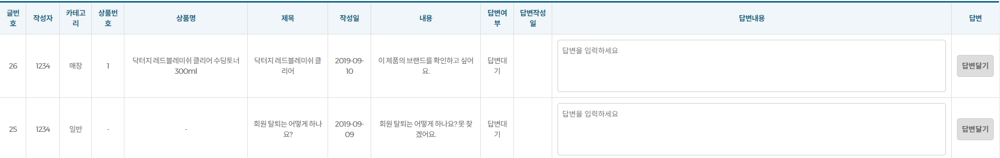 글번호 작성자 카테고리 상품번호 상품명 제목 작성일 내용 답변여부 답변작성일 답변내용 답변
26 1234 매장 1 닥터지 레드블레미쉬 클리어 수딩토너 300ml 닥터지 레드블레미쉬 클리어 2019-09-10 이 제품의 브랜드를 확인하고 싶어요. 답변대기 답변을 입력하세요 답변달기
25 1234 일반 - - 회원 탈퇴는 어떻게 하나요? 2019-09-09 회원 탈퇴는 어떻게 하나요? 못 찾겠어요. 답변대기 답변을 입력하세요 답변달기